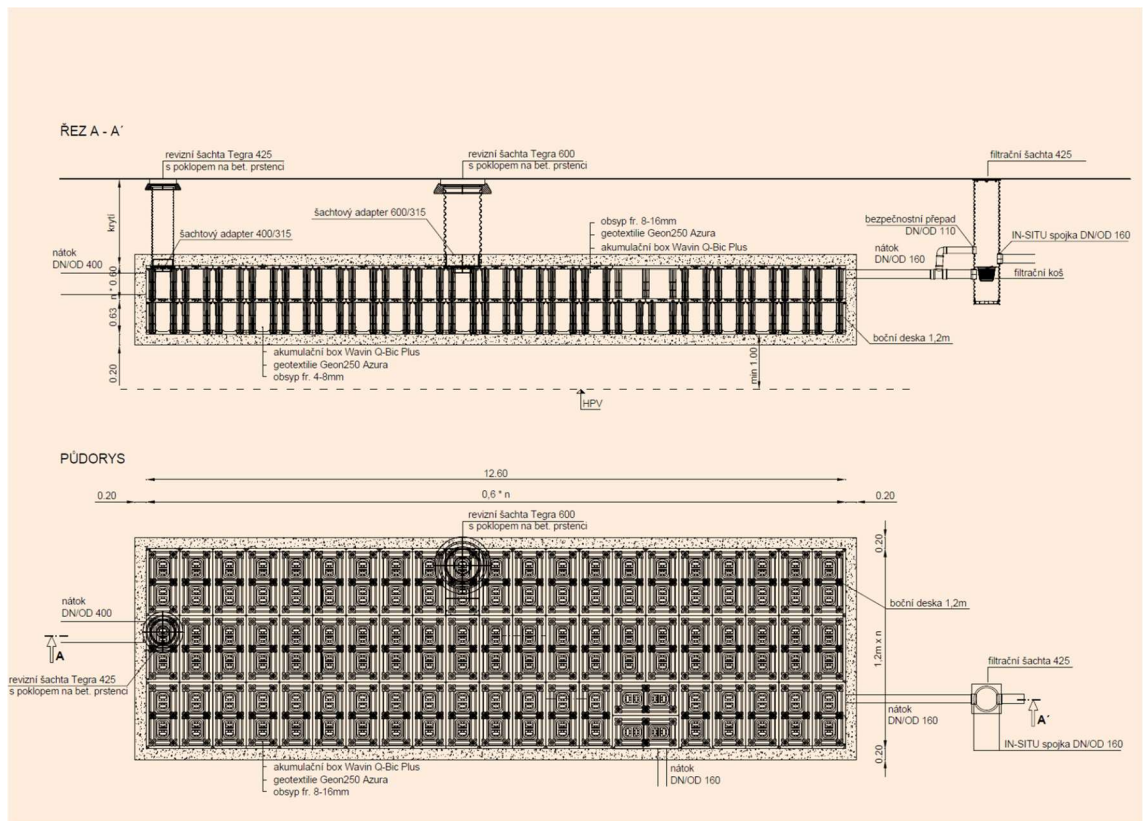 ŘEZ A - A´
revizní šachta Tegra 425
s poklopem na bet. prstenci
revizní šachta Tegra 600
s poklopem na bet. prstenci
filtrační šachta 425
krytí
šachtový adapter 400/315
šachtový adapter 600/315
obsyp fr. 8-16mm
geotextilie Geon250 Azura
akumulační box Wavin Q-Bic Plus
bezpečnostní přepad
DN/OD 110
IN-SITU spojka DN/OD 160
nátok
DN/OD 400
nátok
DN/OD 160
filtrační koš
n * 0.60
0.63
0.20
boční deska 1,2m
akumulační box Wavin Q-Bic Plus
geotextilie Geon250 Azura
obsyp fr. 4-8mm
min 1.00
HPV
PŮDORYS
12.60
0.20
0,6 * n
0.20
revizní šachta Tegra 600
s poklopem na bet. prstenci
0.20
nátok
DN/OD 400
boční deska 1,2m
A
1,2m x n
revizní šachta Tegra 425
s poklopem na bet. prstenci
filtrační šachta 425
nátok
DN/OD 160
A´
IN-SITU spojka DN/OD 160
0.20
akumulační box Wavin Q-Bic Plus
geotextilie Geon250 Azura
obsyp fr. 8-16mm
nátok
DN/OD 160